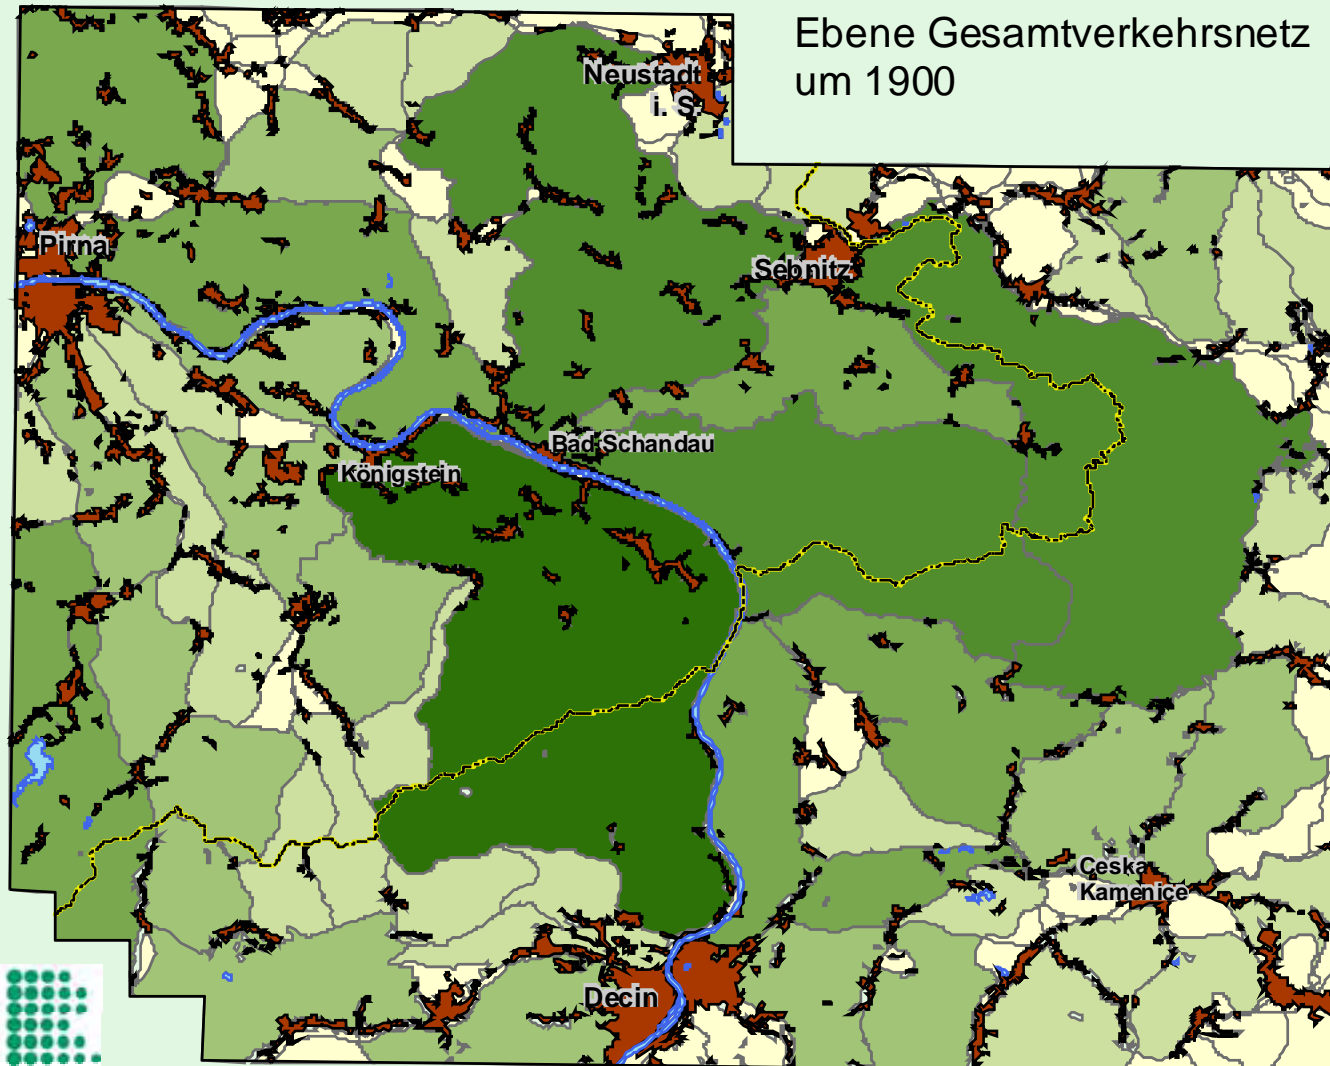 Ebene Gesamtverkehrsnetz
um 1900
Neustadt
i. S.
Pirna
Sebnitz
Bad Schandau
Königstein
Ceska
Kamenice
Decin